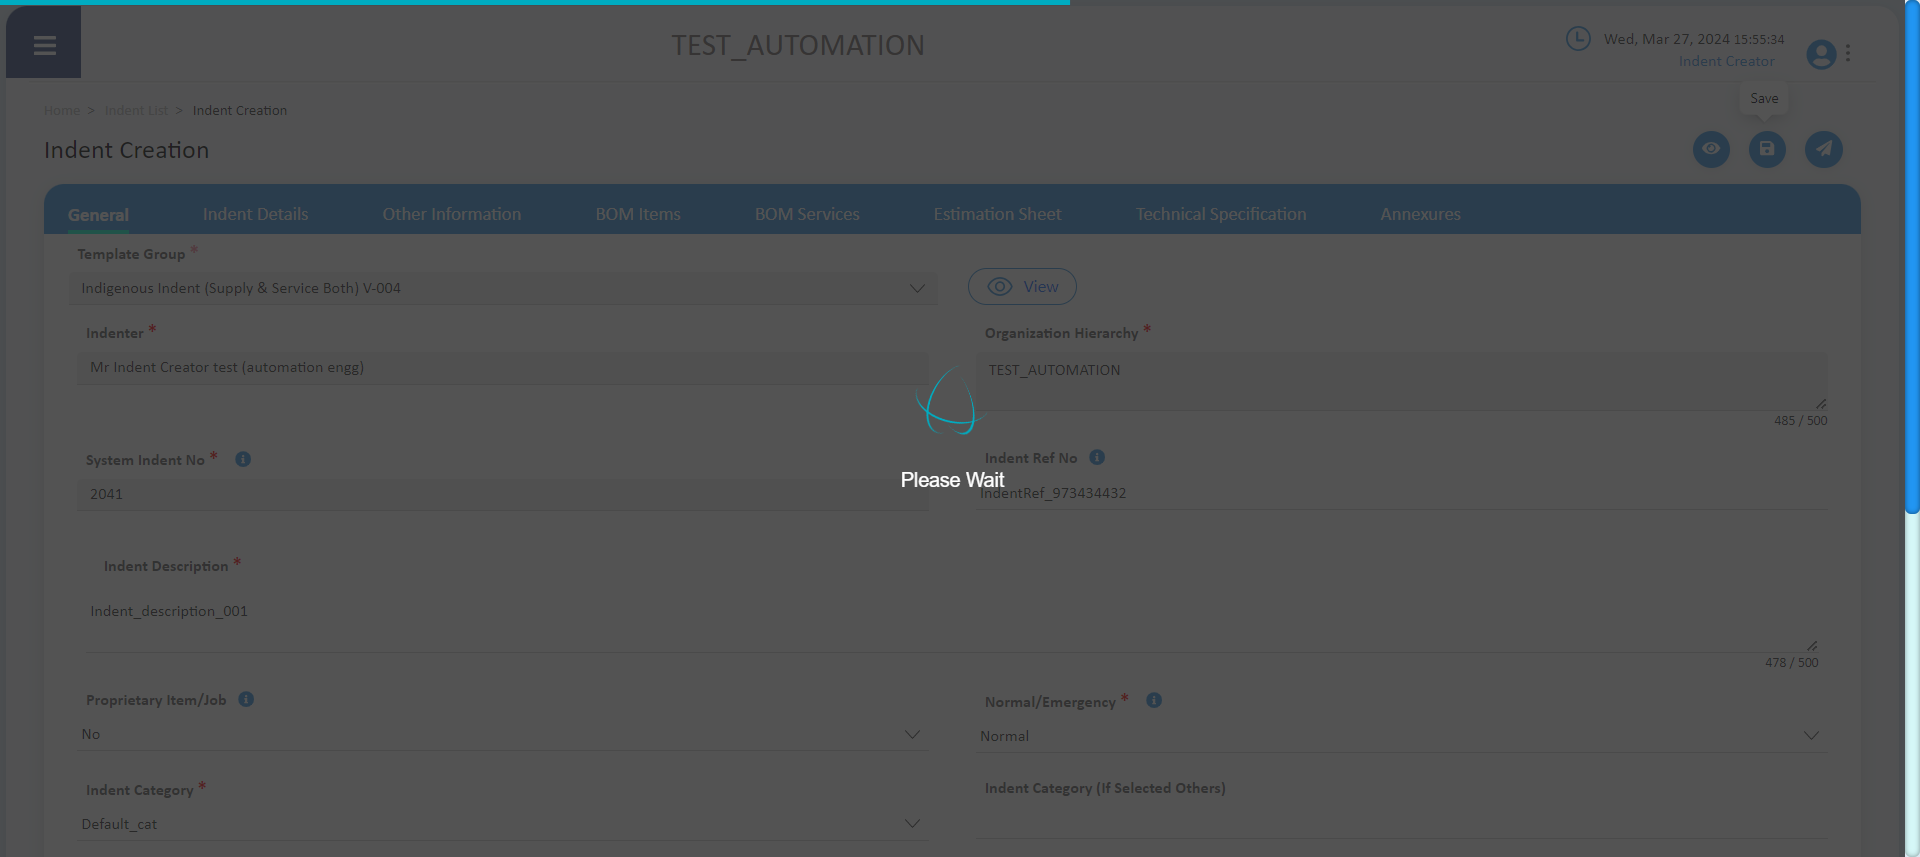 TEST_AUTOMATION
Wed, Mar 27, 2024 15:55:34
Indent Creator
Home > Indent List > Indent Creation
Save
Indent Creation
General Indent Details Other Information BOM Items BOM Services Estimation Sheet Technical Specification Annexures
Template Group *
Indigenous Indent (Supply & Service Both) V-004
View
Indenter *
Organization Hierarchy *
Mr Indent Creator test (automation engg)
TEST_AUTOMATION
485 / 500
System Indent No *
Indent Ref No
Please Wait
2041
IndentRef_973434432
Indent Description *
Indent_description_001
478 / 500
Proprietary Item/Job
Normal/Emergency *
No
Normal
Indent Category *
Indent Category (If Selected Others)
Default_cat